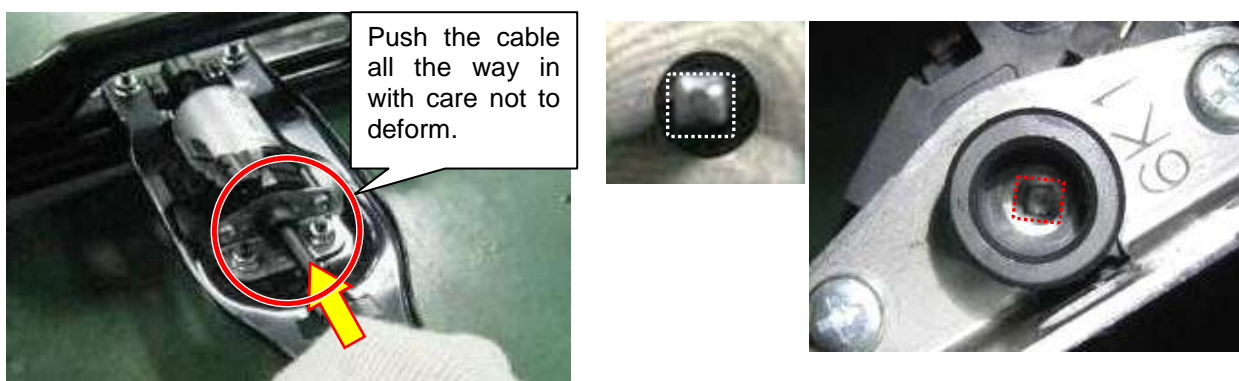 Push the cable
all the way in
with care not to
deform.